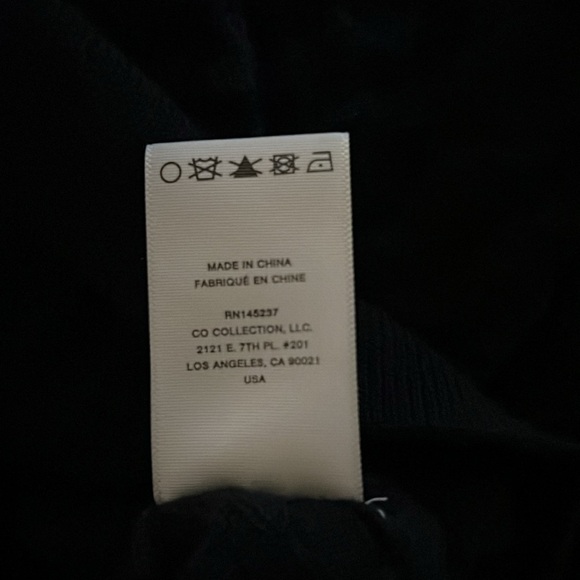 MADE IN CHINA
FABRIQUÉ EN CHINE
RN145237
CO COLLECTION, LLC.
2121 E. 7TH PL. #201
LOS ANGELES, CA 90021
USA